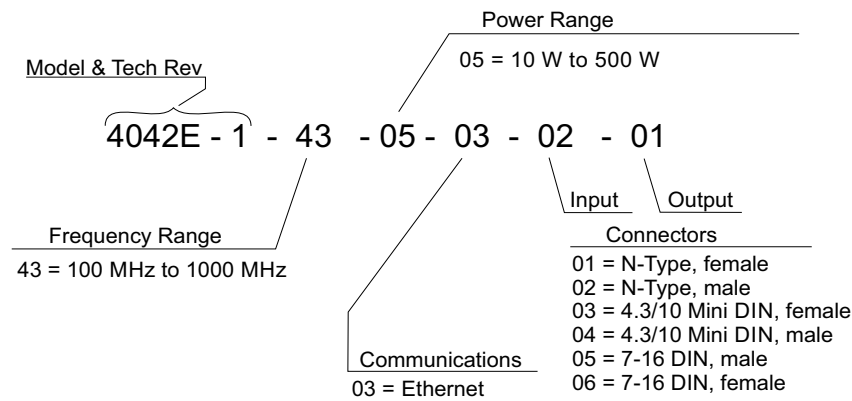 Power Range
05 = 10 W to 500 W
Model & Tech Rev
4042E - 1 - 43 - 05 - 03 - 02 - 01
Input
Output
Frequency Range
43 = 100 MHz to 1000 MHz
Connectors
01 = N-Type, female
02 = N-Type, male
03 = 4.3/10 Mini DIN, female
04 = 4.3/10 Mini DIN, male
05 = 7-16 DIN, male
06 = 7-16 DIN, female
Communications
03 = Ethernet